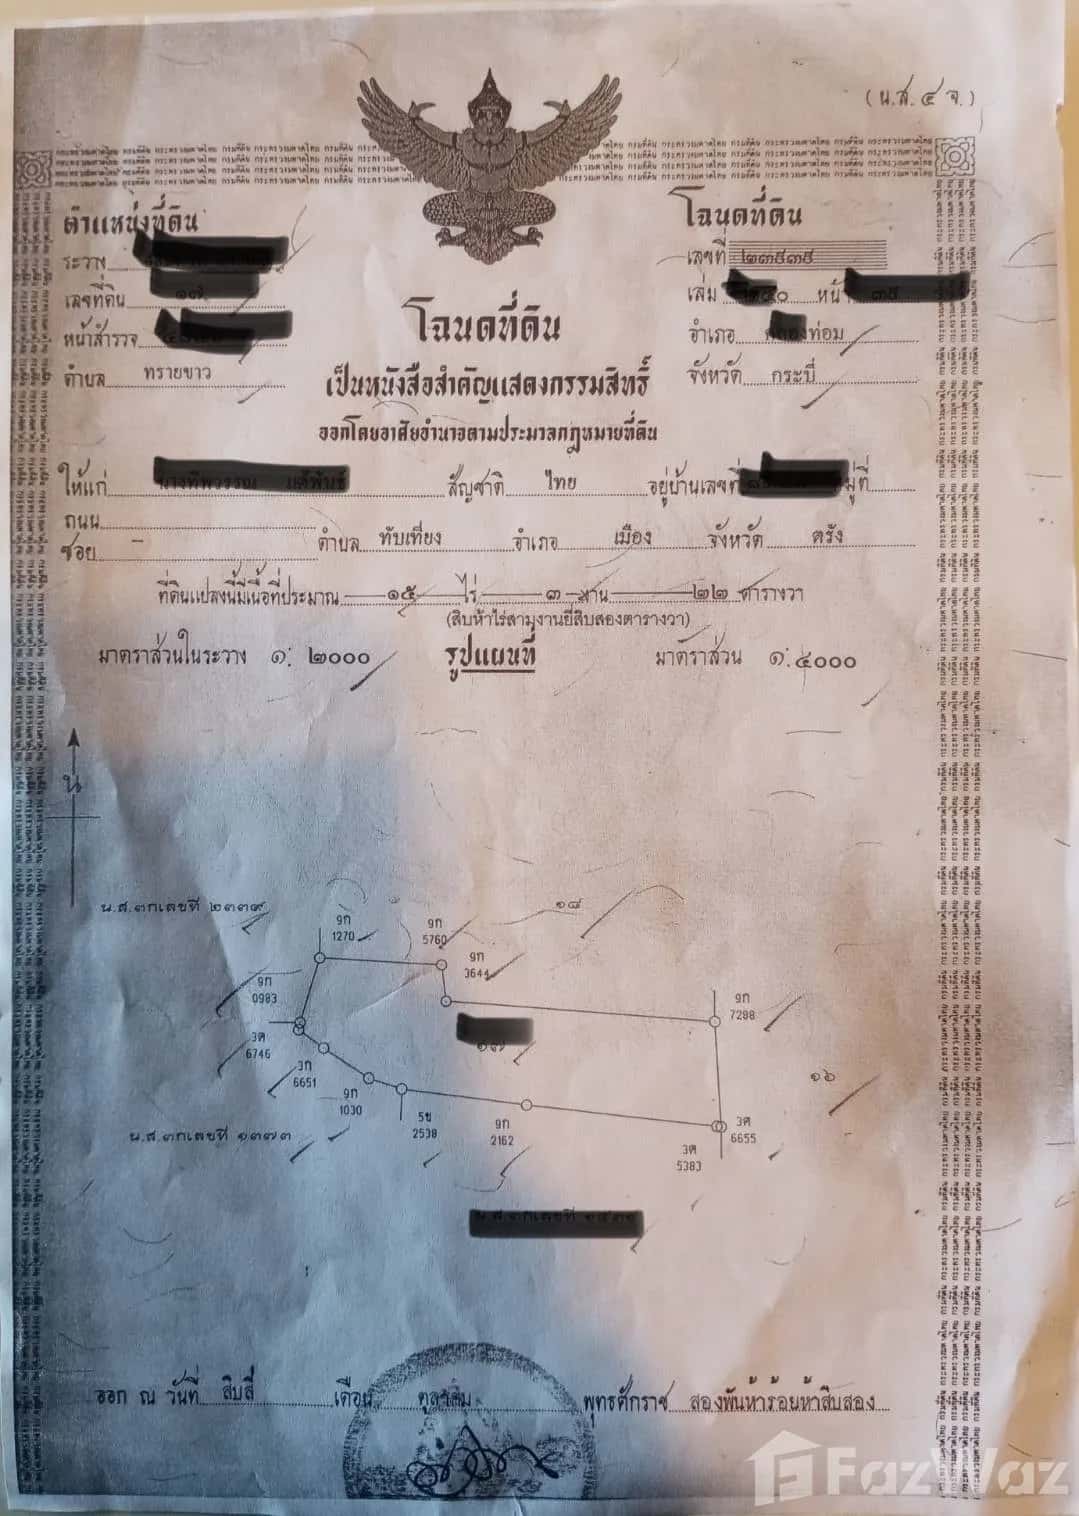 (น.ส. ๔ จ.)
ตำแหน่งที่ดิน
ระวาง
เลขที่ดิน
หน้าสำรวจ
ตำบล ทรายขาว
โฉนดที่ดิน
เลขที่ ๒๓๕๓๕
เล่ม หน้า
อำเภอ คลองท่อม
จังหวัด กระบี่
โฉนดที่ดิน
เป็นหนังสือสำคัญแสดงกรรมสิทธิ์
ออกโดยอาศัยอำนาจตามประมวลกฎหมายที่ดิน
ให้แก่ สัญชาติ ไทย อยู่บ้านเลขที่ หมู่ที่
ถนน
ซอย – ตำบล ทับเที่ยง อำเภอ เมือง จังหวัด ตรัง
ที่ดินแปลงนี้มีเนื้อที่ประมาณ ๑๕ ไร่ ๓ งาน ๒๒ ตารางวา
(สิบห้าไร่สามงานยี่สิบสองตารางวา)
มาตราส่วนในระวาง ๑: ๒๐๐๐ รูปแผนที่ มาตราส่วน ๑: ๔๐๐๐
น
น.ส.๓กเลขที่ ๒๓๓๙
๑๘
9ก
1270
9ก
5760
9ก
3644
9ก
0983
9ก
7298
3ค
6746
3ก
6651
๑๖
9ก
1030
5ข
2538
9ก
2162
3ค
6655
3ค
5383
น.ส.๓กเลขที่ ๑๓๗๓
ออก ณ วันที่ สิบสี่ เดือน ตุลาคม พุทธศักราช สองพันห้าร้อยห้าสิบสอง
FazWaz